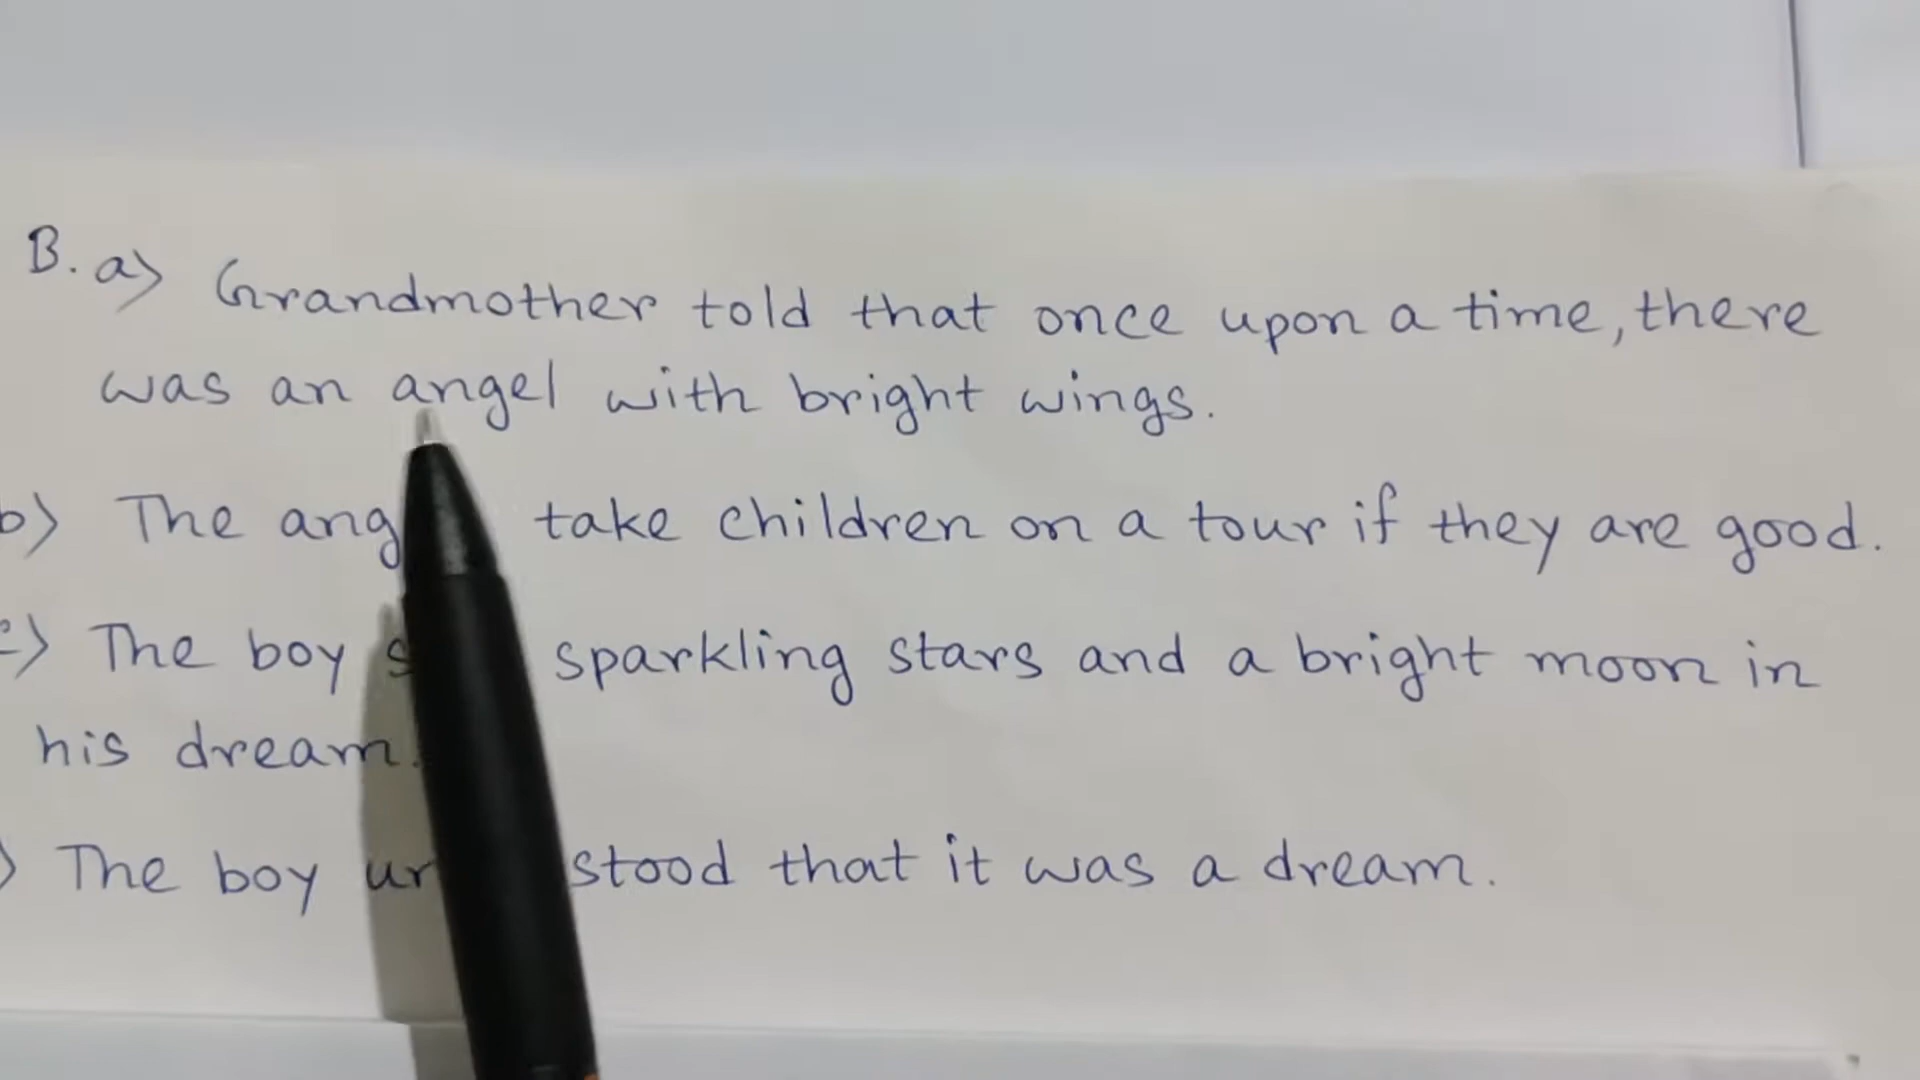 B. a) Grandmother told that once upon a time, there
was an angel with bright wings.
b) The take children on a tour if they are good.
c) The boy sparkling stars and a bright moon in
his dream.
) The boy that it was a dream.